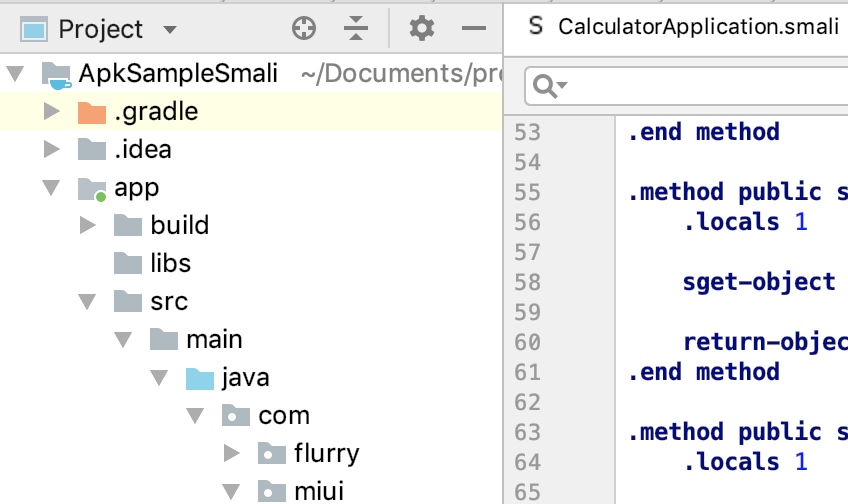 Project
ApkSampleSmali ~/Documents/pr
.gradle
.idea
app
build
libs
src
main
java
com
flurry
miui
CalculatorApplication.smali
53 .end method
54
55 .method public s
56 .locals 1
57
58 sget-object
59
60 return-objec
61 .end method
62
63 .method public s
64 .locals 1
65